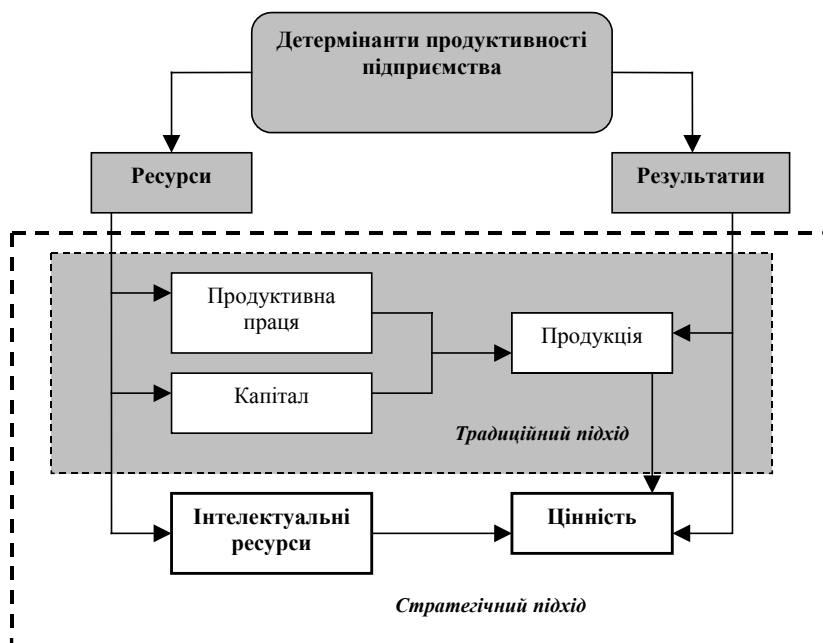 Детермінанти продуктивності
підприємства
Ресурси
Результатии
Продуктивна
праця
Продукція
Капітал
Традиційний підхід
Інтелектуальні
ресурси
Цінність
Стратегічний підхід